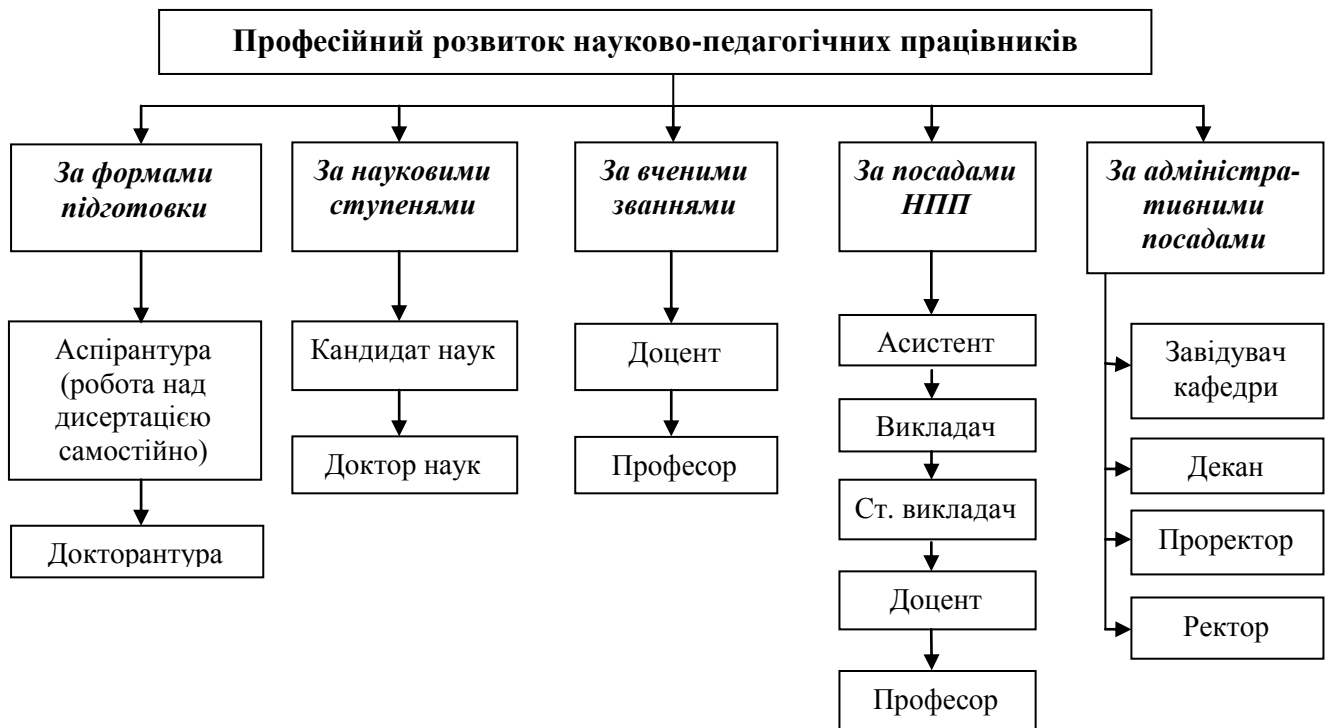 Професійний розвиток науково-педагогічних працівників
За формами
підготовки
За науковими
ступенями
За вченими
званнями
За посадами
НПП
За адміністра-
тивними
посадами
Аспірантура
(робота над
дисертацією
самостійно)
Докторантура
Кандидат наук
Доктор наук
Доцент
Професор
Асистент
Викладач
Ст. викладач
Доцент
Професор
Завідувач
кафедри
Декан
Проректор
Ректор